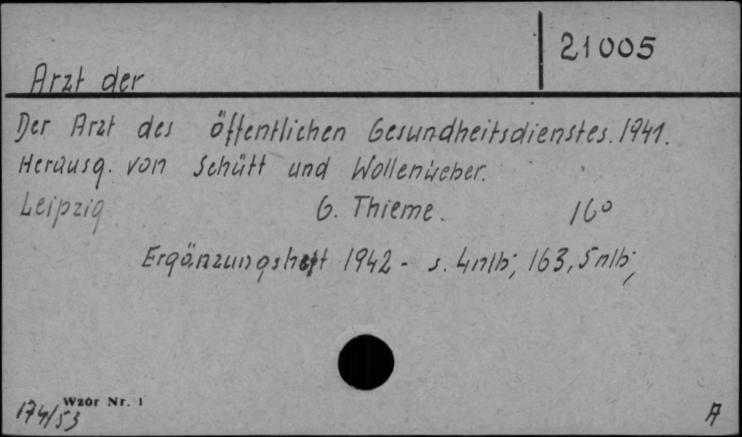 21005
Arzt der
Der Arzt des öffentlichen Gesundheitsdienstes. 1941.
Herausg. von Schütt und Wollenweber.
Leipzig G. Thieme. 16°
Ergänzungsheft 1942 - s. 4nlb; 163, 5nlb;
Wzór Nr. 1
174/53
A